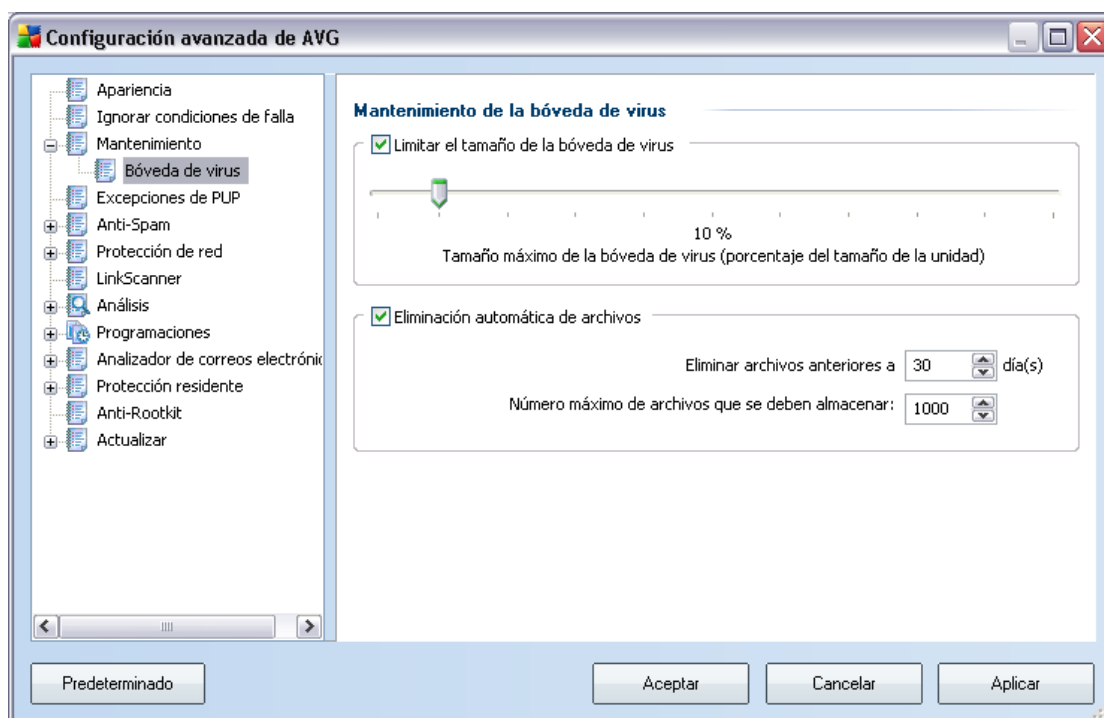 Configuración avanzada de AVG
Apariencia
Ignorar condiciones de falla
Mantenimiento
Bóveda de virus
Excepciones de PUP
Anti-Spam
Protección de red
LinkScanner
Análisis
Programaciones
Analizador de correos electrónic
Protección residente
Anti-Rootkit
Actualizar
Mantenimiento de la bóveda de virus
Limitar el tamaño de la bóveda de virus
10 %
Tamaño máximo de la bóveda de virus (porcentaje del tamaño de la unidad)
Eliminación automática de archivos
Eliminar archivos anteriores a 30 día(s)
Número máximo de archivos que se deben almacenar: 1000
Predeterminado
Aceptar
Cancelar
Aplicar